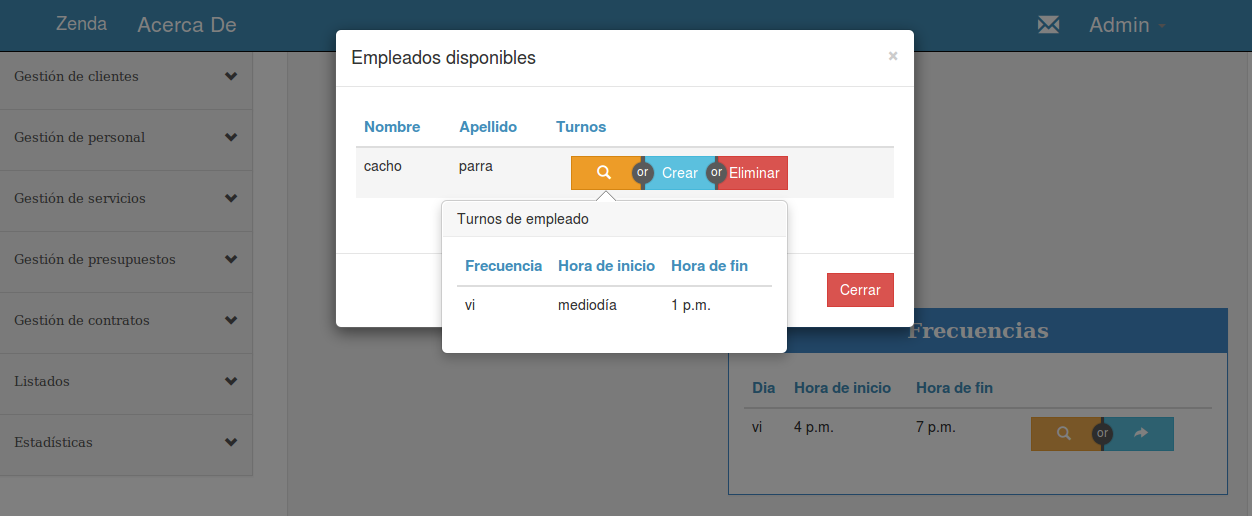 Zenda Acerca De Admin
Empleados disponibles ×
Gestión de clientes
Gestión de personal
Gestión de servicios
Gestión de presupuestos
Gestión de contratos
Listados
Estadísticas
Nombre Apellido Turnos
cacho parra or Crear or Eliminar
Turnos de empleado
Frecuencia Hora de inicio Hora de fin
vi mediodía 1 p.m.
Cerrar
Frecuencias
Dia Hora de inicio Hora de fin
vi 4 p.m. 7 p.m. or